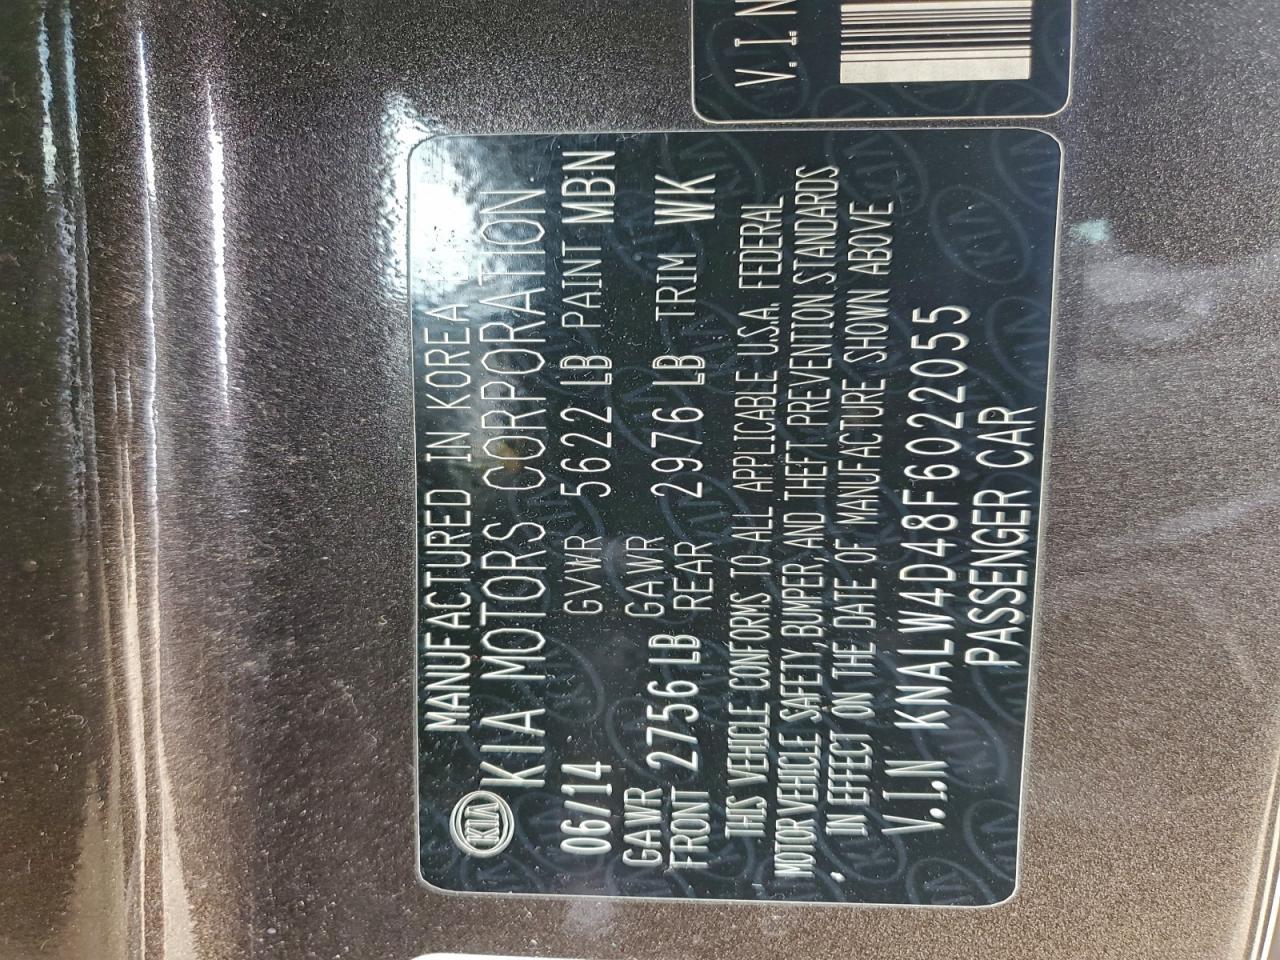 V.I.N
MANUFACTURED IN KOREA
KIA KIA MOTORS CORPORATION
06/14 GVWR 5622 LB PAINT MBN
GAWR FRONT 2756 LB GAWR REAR 2976 LB TRIM WK
THIS VEHICLE CONFORMS TO ALL APPLICABLE U.S.A. FEDERAL
MOTOR VEHICLE SAFETY, BUMPER, AND THEFT PREVENTION STANDARDS
IN EFFECT ON THE DATE OF MANUFACTURE SHOWN ABOVE
V.I.N KNALW4D48F6022055
PASSENGER CAR